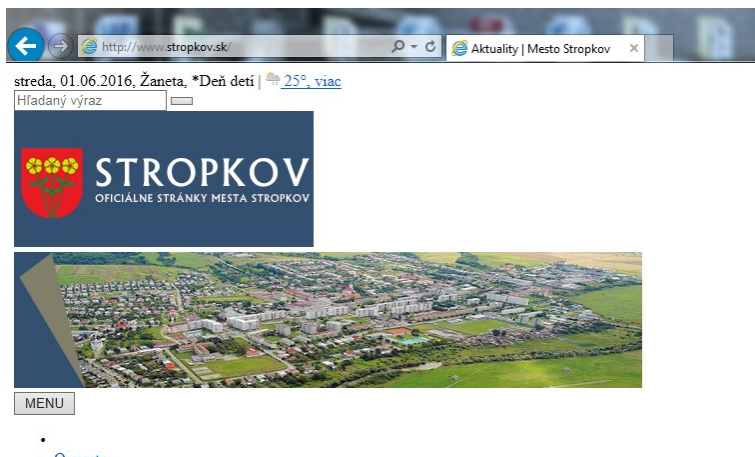 http://www.stropkov.sk/
Aktuality | Mesto Stropkov
streda, 01.06.2016, Žaneta, *Deň detí | 25°, viac
Hľadaný výraz
STROPKOV
OFICIÁLNE STRÁNKY MESTA STROPKOV
MENU